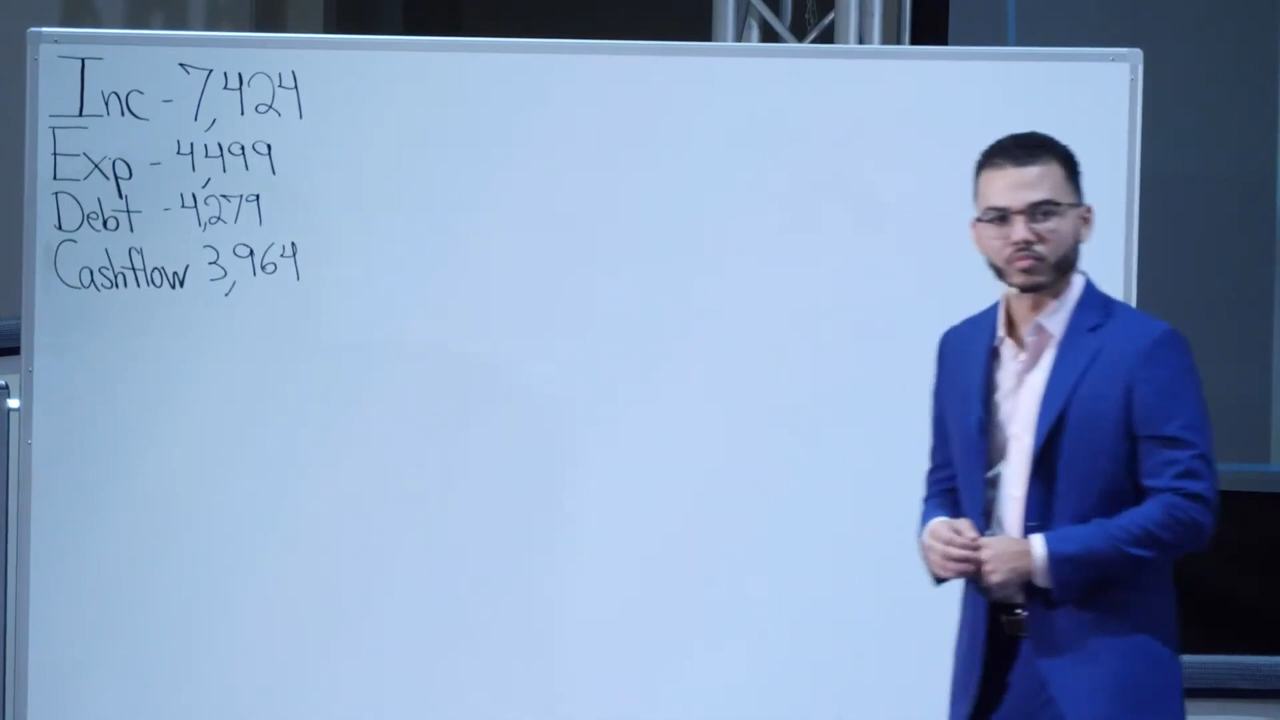 Inc - 7,424
Exp - 4,499
Debt - 4,279
Cashflow 3,964